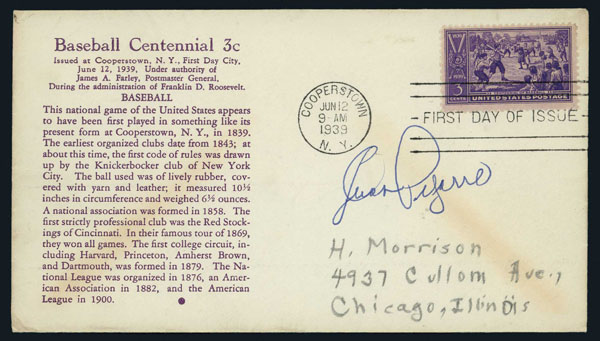 Baseball Centennial 3c
Issued at Cooperstown, N. Y., First Day City,
June 12, 1939, Under authority of
James A. Farley, Postmaster General,
During the administration of Franklin D. Roosevelt.
BASEBALL
This national game of the United States appears
to have been first played in something like its
present form at Cooperstown, N. Y., in 1839.
The earliest organized clubs date from 1843; at
about this time, the first code of rules was drawn
up by the Knickerbocker club of New York
City. The ball used was of lively rubber, cov-
ered with yarn and leather; it measured 10½
inches in circumference and weighed 6½ ounces.
A national association was formed in 1858. The
first strictly professional club was the Red Stock-
ings of Cincinnati. In their famous tour of 1869,
they won all games. The first college circuit, in-
cluding Harvard, Princeton, Amherst Brown,
and Dartmouth, was formed in 1879. The Na-
tional League was organized in 1876, an Amer-
ican Association in 1882, and the American
League in 1900.
3
CENTS
UNITED STATES POSTAGE
COOPERSTOWN
JUN 12
9-AM
1939
N. Y.
FIRST DAY OF ISSUE
Juan Pizarro
H. Morrison
4937 Cullom Ave.,
Chicago, Illinois